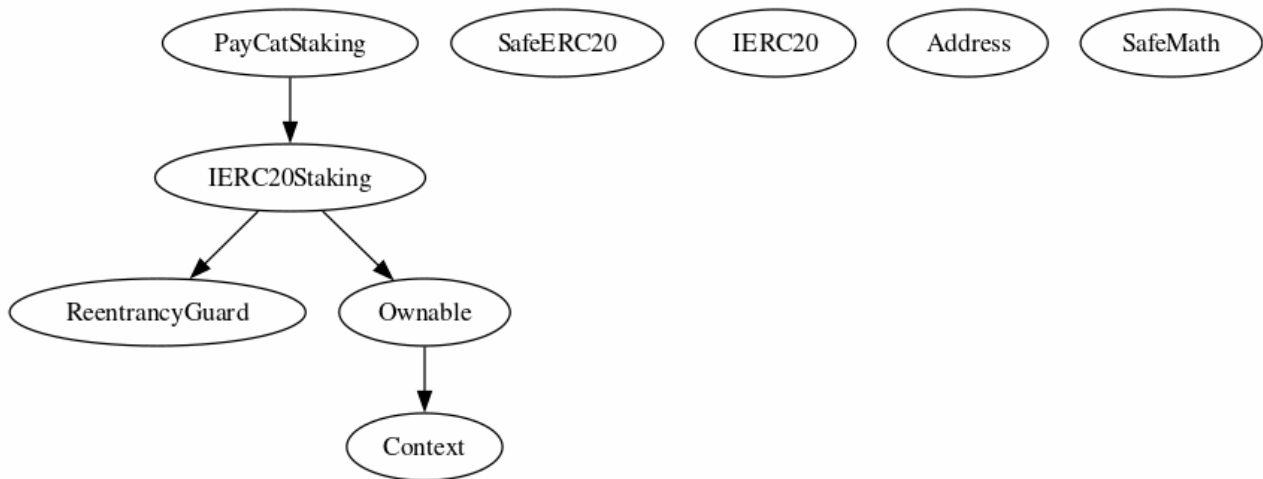 PayCatStaking
SafeERC20
IERC20
Address
SafeMath
IERC20Staking
ReentrancyGuard
Ownable
Context